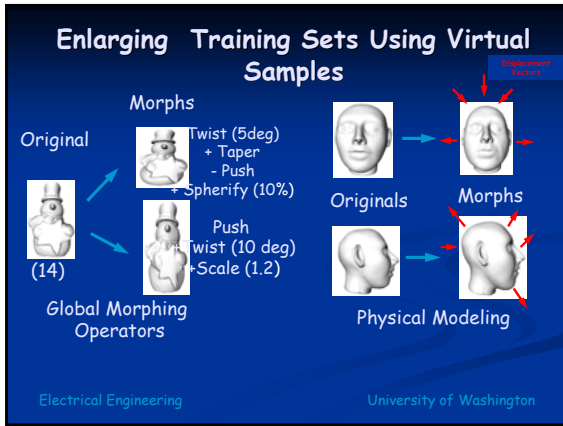 Enlarging Training Sets Using Virtual
Samples
Displacement
Vectors
Morphs
Original
Twist (5deg)
+ Taper
- Push
+ Spherify (10%)
Push
+Twist (10 deg)
+Scale (1.2)
(14)
Global Morphing
Operators
Originals
Morphs
Physical Modeling
Electrical Engineering
University of Washington